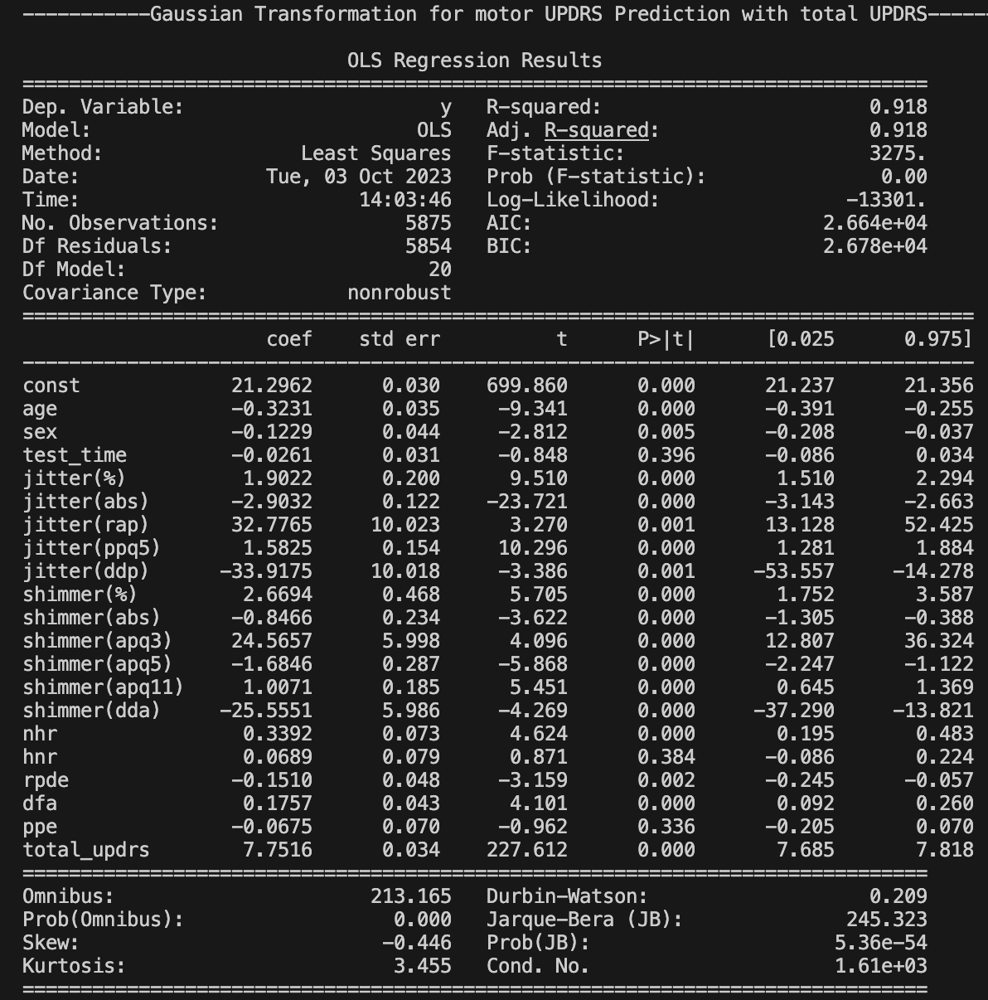 -----------Gaussian Transformation for motor UPDRS Prediction with total UPDRS-----
OLS Regression Results
==============================================================================
Dep. Variable: y R-squared: 0.918
Model: OLS Adj. R-squared: 0.918
Method: Least Squares F-statistic: 3275.
Date: Tue, 03 Oct 2023 Prob (F-statistic): 0.00
Time: 14:03:46 Log-Likelihood: -13301.
No. Observations: 5875 AIC: 2.664e+04
Df Residuals: 5854 BIC: 2.678e+04
Df Model: 20
Covariance Type: nonrobust
==================================================================================
coef std err t P>|t| [0.025 0.975]
----------------------------------------------------------------------------------
const 21.2962 0.030 699.860 0.000 21.237 21.356
age -0.3231 0.035 -9.341 0.000 -0.391 -0.255
sex -0.1229 0.044 -2.812 0.005 -0.208 -0.037
test_time -0.0261 0.031 -0.848 0.396 -0.086 0.034
jitter(%) 1.9022 0.200 9.510 0.000 1.510 2.294
jitter(abs) -2.9032 0.122 -23.721 0.000 -3.143 -2.663
jitter(rap) 32.7765 10.023 3.270 0.001 13.128 52.425
jitter(ppq5) 1.5825 0.154 10.296 0.000 1.281 1.884
jitter(ddp) -33.9175 10.018 -3.386 0.001 -53.557 -14.278
shimmer(%) 2.6694 0.468 5.705 0.000 1.752 3.587
shimmer(abs) -0.8466 0.234 -3.622 0.000 -1.305 -0.388
shimmer(apq3) 24.5657 5.998 4.096 0.000 12.807 36.324
shimmer(apq5) -1.6846 0.287 -5.868 0.000 -2.247 -1.122
shimmer(apq11) 1.0071 0.185 5.451 0.000 0.645 1.369
shimmer(dda) -25.5551 5.986 -4.269 0.000 -37.290 -13.821
nhr 0.3392 0.073 4.624 0.000 0.195 0.483
hnr 0.0689 0.079 0.871 0.384 -0.086 0.224
rpde -0.1510 0.048 -3.159 0.002 -0.245 -0.057
dfa 0.1757 0.043 4.101 0.000 0.092 0.260
ppe -0.0675 0.070 -0.962 0.336 -0.205 0.070
total_updrs 7.7516 0.034 227.612 0.000 7.685 7.818
==============================================================================
Omnibus: 213.165 Durbin-Watson: 0.209
Prob(Omnibus): 0.000 Jarque-Bera (JB): 245.323
Skew: -0.446 Prob(JB): 5.36e-54
Kurtosis: 3.455 Cond. No. 1.61e+03
==============================================================================